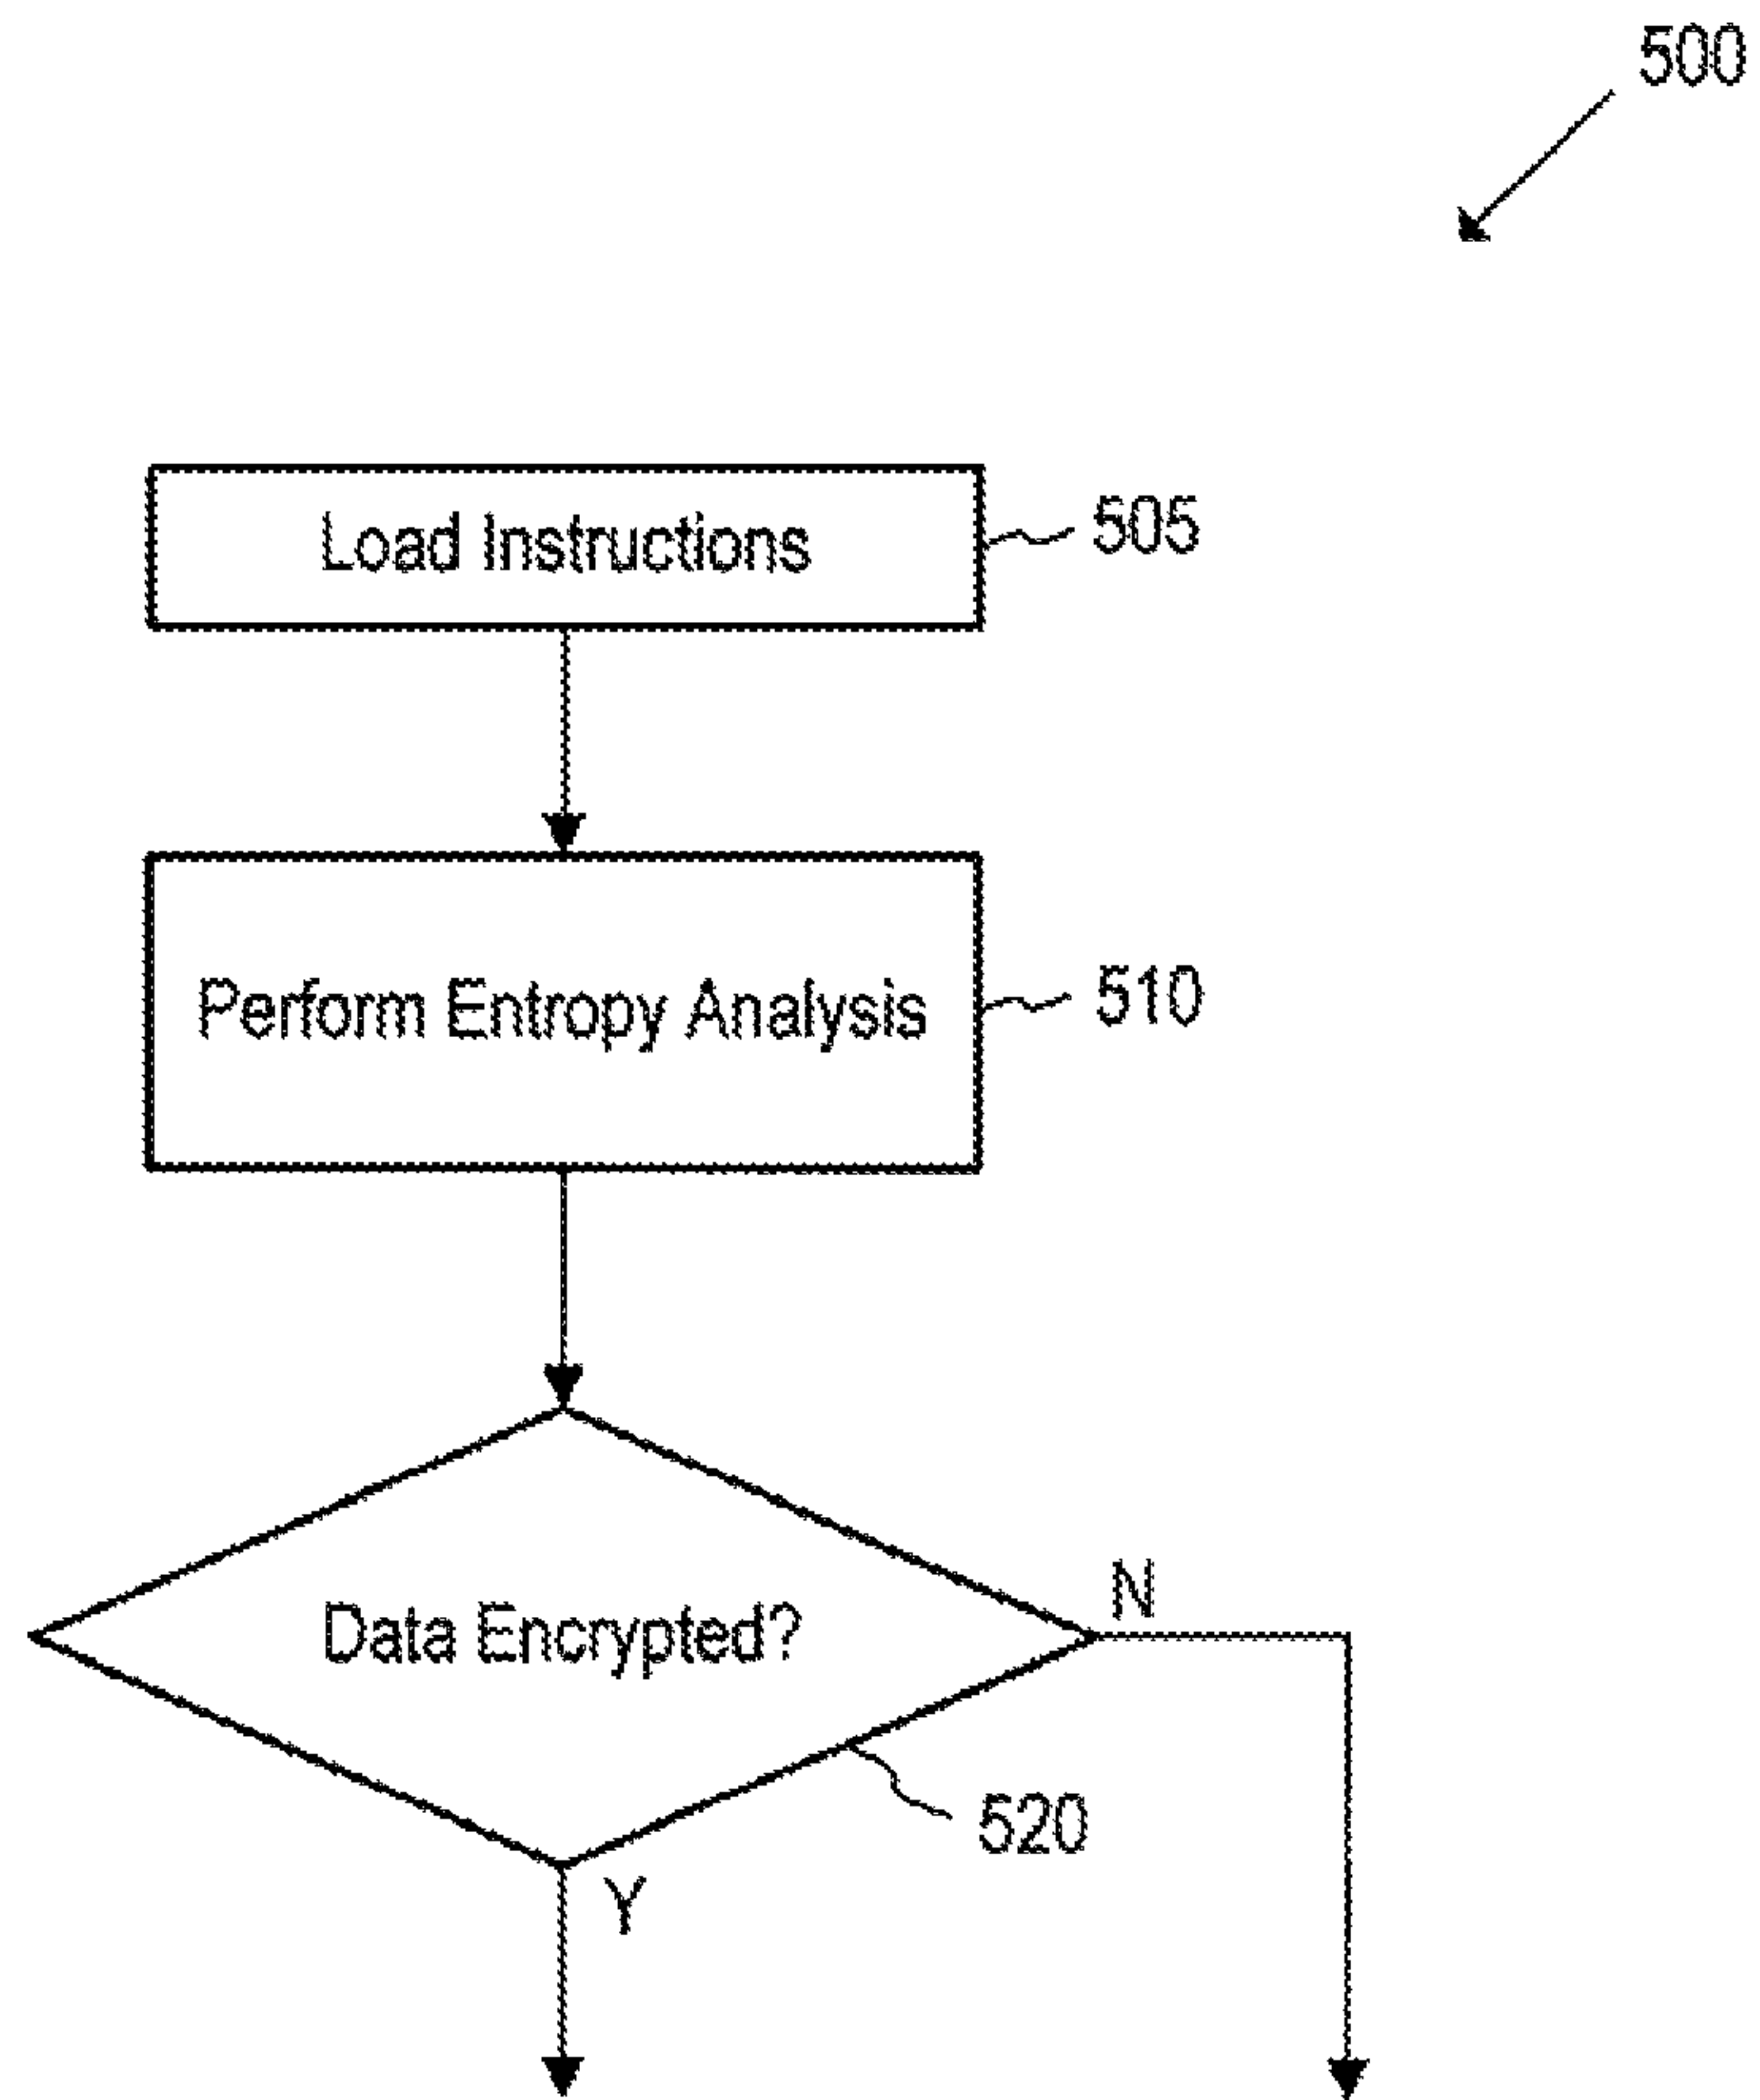 500
Load Instructions
505
Perform Entropy Analysis
510
Data Encrypted?
N
520
Y